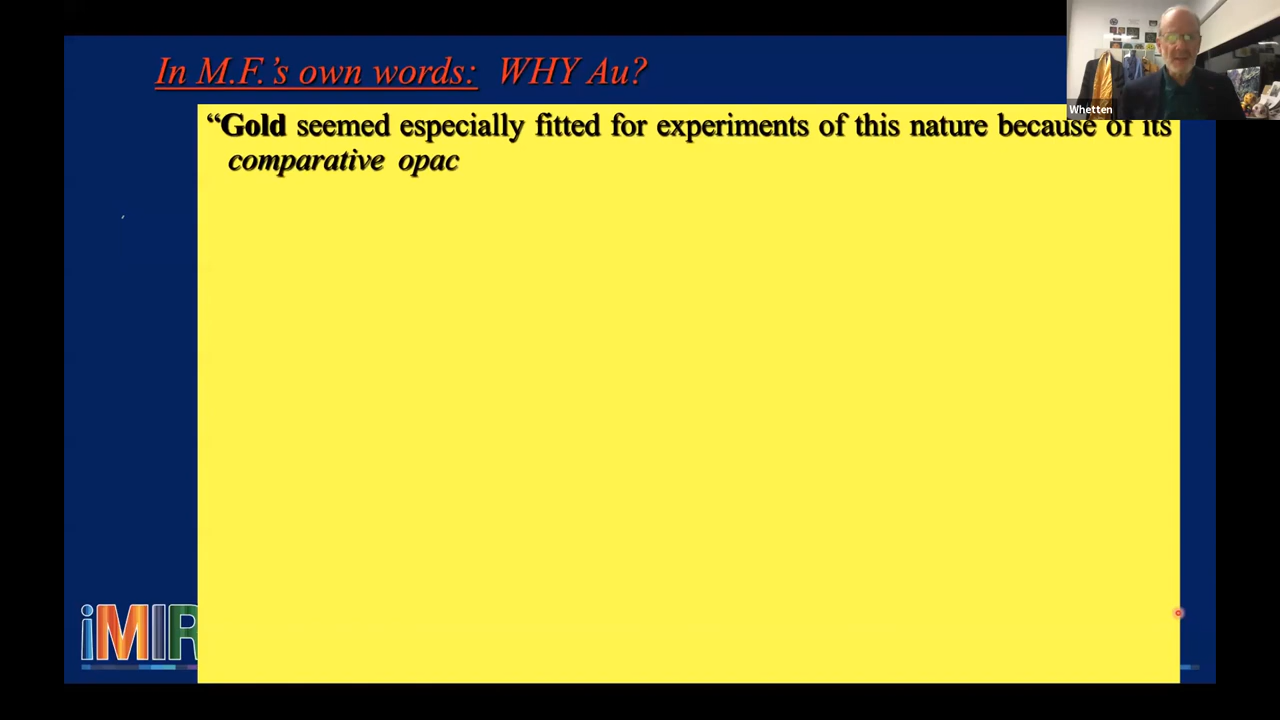 In M.F.'s own words: WHY Au?
Whetten
“Gold seemed especially fitted for experiments of this nature because of its
comparative opac
iMIR